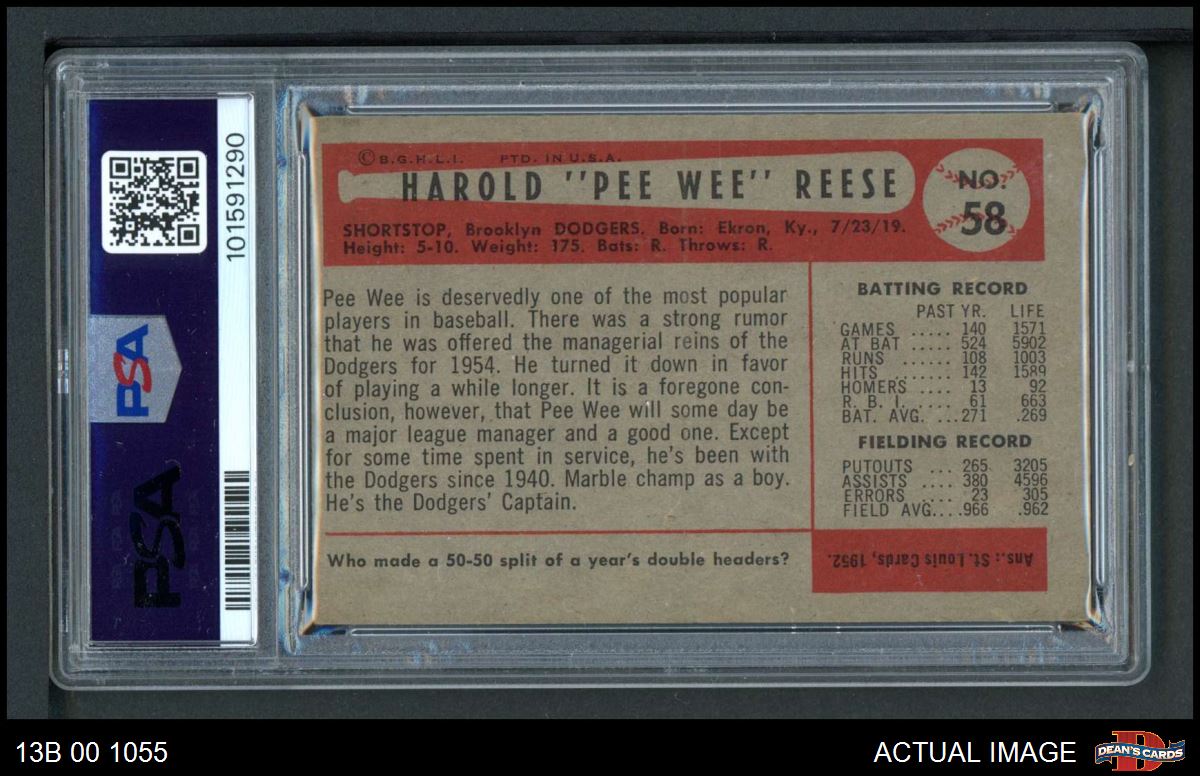 101591290
PSA
PSA
©B.G.H.L.I. PTD. IN U.S.A.
HAROLD "PEE WEE" REESE
NO.
58
SHORTSTOP, Brooklyn DODGERS. Born: Ekron, Ky., 7/23/19.
Height: 5-10. Weight: 175. Bats: R. Throws: R.
Pee Wee is deservedly one of the most popular
players in baseball. There was a strong rumor
that he was offered the managerial reins of the
Dodgers for 1954. He turned it down in favor
of playing a while longer. It is a foregone con-
clusion, however, that Pee Wee will some day be
a major league manager and a good one. Except
for some time spent in service, he's been with
the Dodgers since 1940. Marble champ as a boy.
He's the Dodgers' Captain.
BATTING RECORD
PAST YR. LIFE
GAMES ..... 140 1571
AT BAT ..... 524 5902
RUNS ...... 108 1003
HITS ....... 142 1589
HOMERS .... 13 92
R. B. I. ..... 61 663
BAT. AVG. ...271 .269
FIELDING RECORD
PUTOUTS ... 265 3205
ASSISTS .... 380 4596
ERRORS .... 23 305
FIELD AVG....966 .962
Who made a 50-50 split of a year's double headers?
Ans.: St. Louis Cards, 1952.
13B 00 1055
ACTUAL IMAGE
DEAN'S CARDS